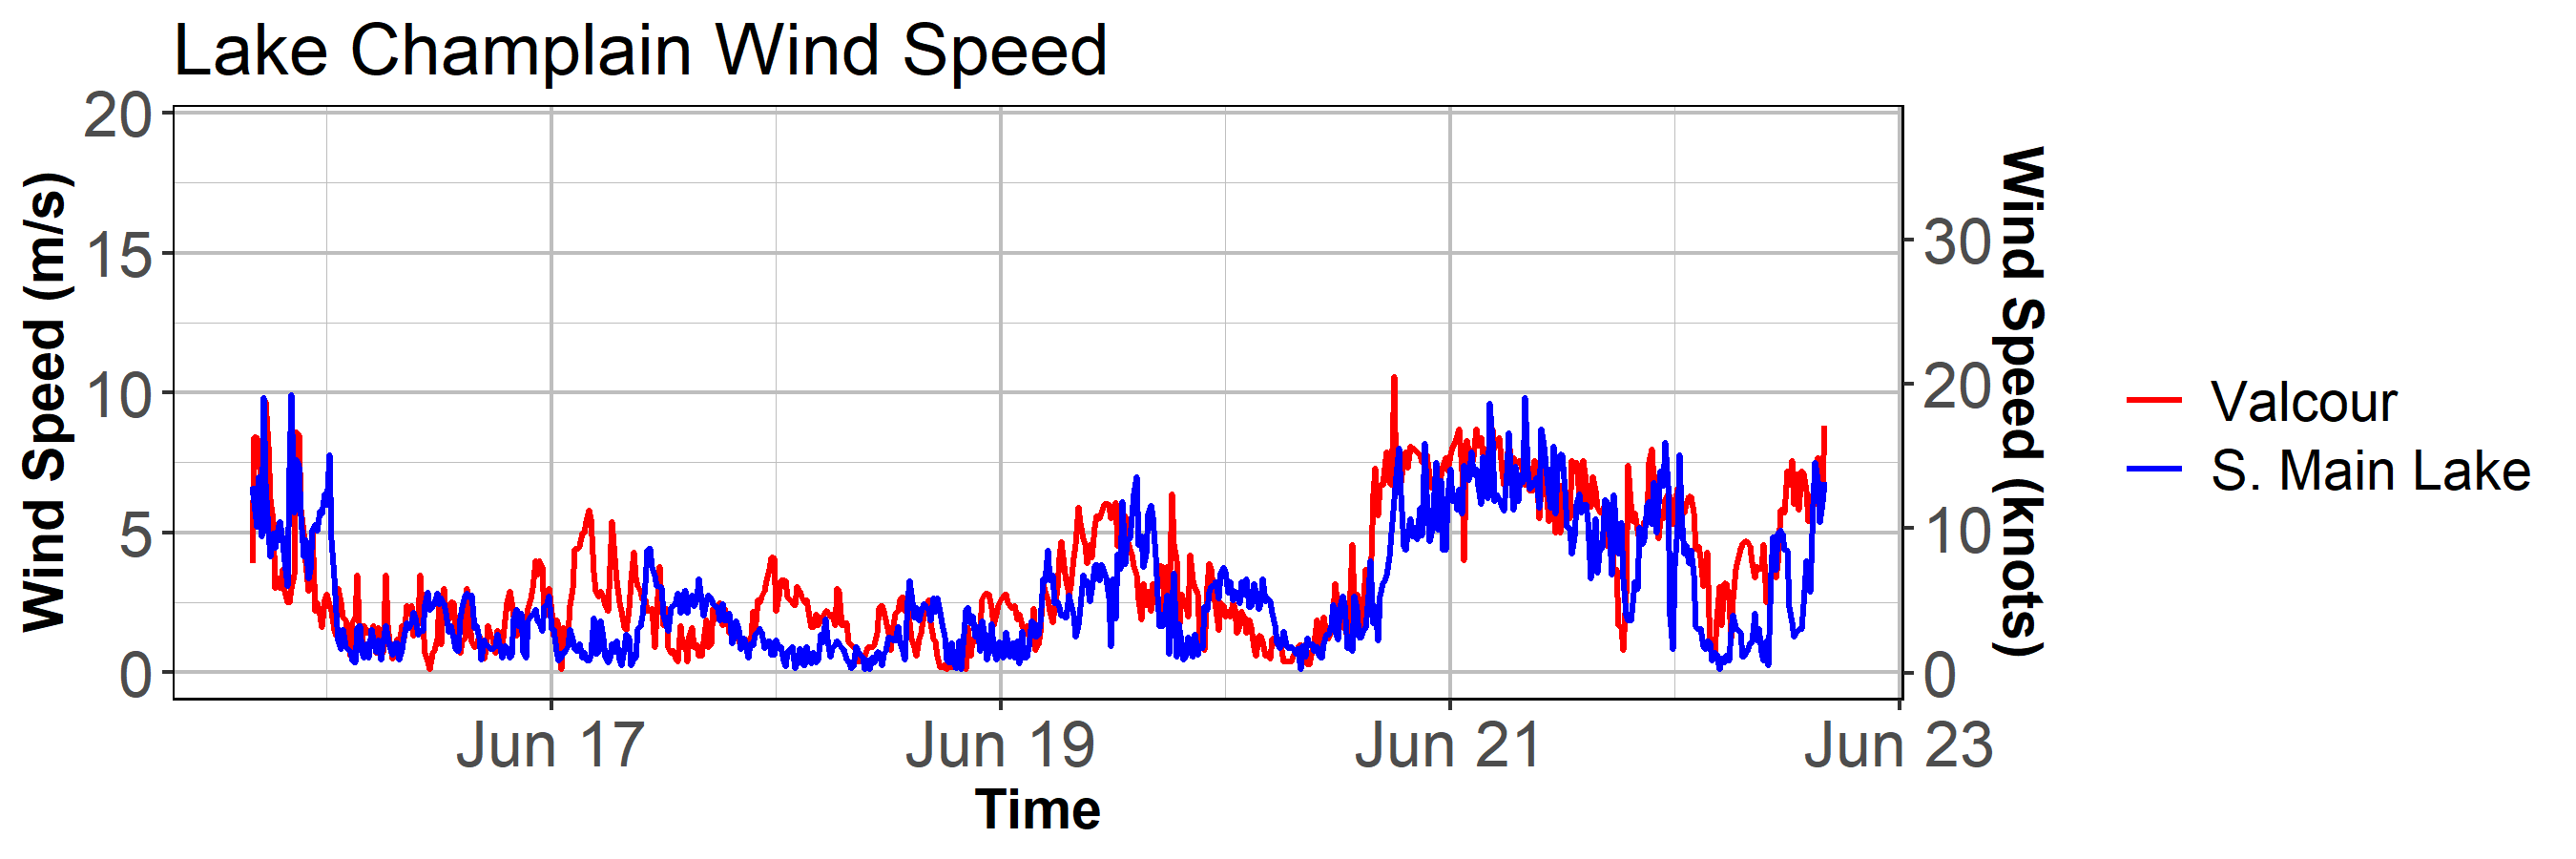 Lake Champlain Wind Speed
20
15
10
5
0
Wind Speed (m/s)
30
20
10
0
Wind Speed (knots)
Jun 17
Jun 19
Jun 21
Jun 23
Time
Valcour
S. Main Lake